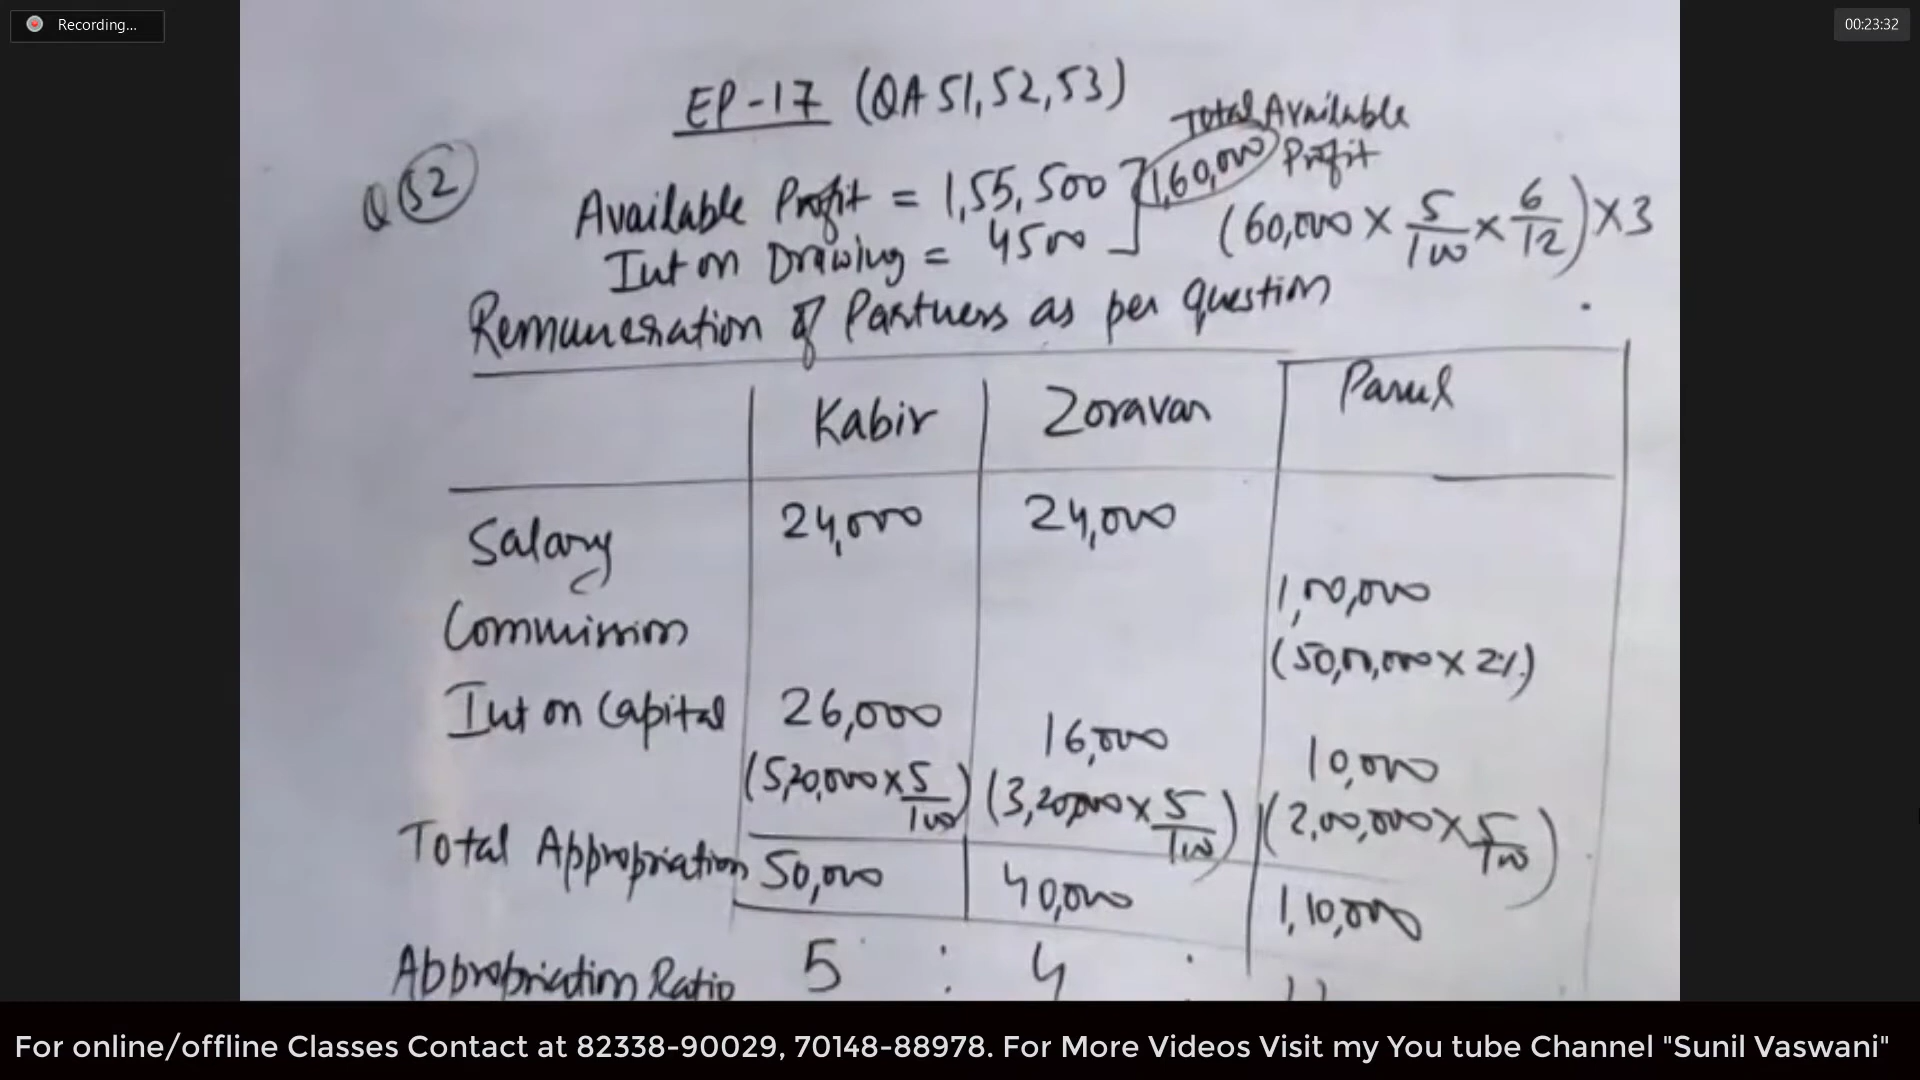 Recording...
00:23:32
EP-17 (QA 51, 52, 53)
Q 52
Total Available Profit
Available Profit = 1,55,500 ] 1,60,000
Int on Drawing = 4500
(60,000 × 5/100 × 6/12) × 3
Remuneration of Partners as per question
Kabir Zoravar Parul
Salary 24,000 24,000
Commission 1,00,000
(50,00,000 × 2%)
Int on Capital 26,000 16,000 10,000
(5,20,000 × 5/100) (3,20,000 × 5/100) (2,00,000 × 5/100)
Total Appropriation 50,000 40,000 1,10,000
Appropriation Ratio 5 : 4 :
For online/offline Classes Contact at 82338-90029, 70148-88978. For More Videos Visit my You tube Channel "Sunil Vaswani"